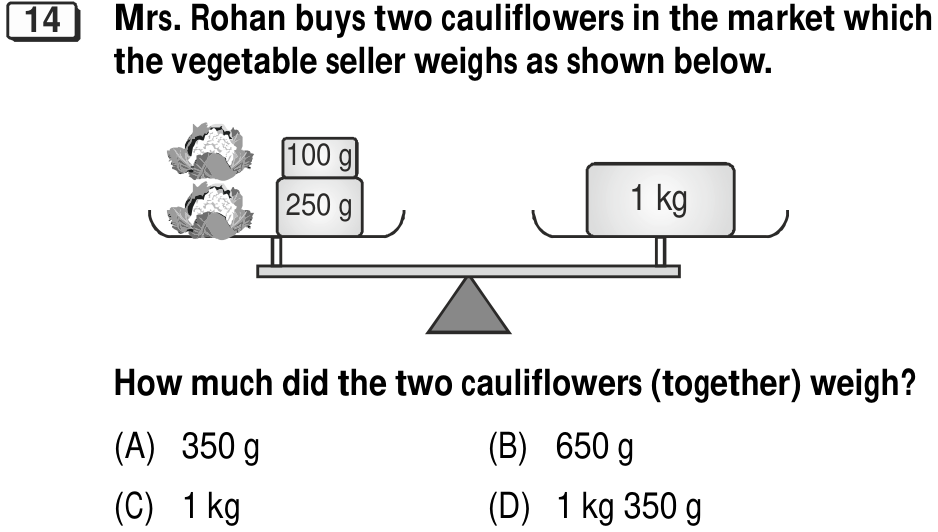 14 Mrs. Rohan buys two cauliflowers in the market which
the vegetable seller weighs as shown below.
100 g
250 g
1 kg
How much did the two cauliflowers (together) weigh?
(A) 350 g (B) 650 g
(C) 1 kg (D) 1 kg 350 g